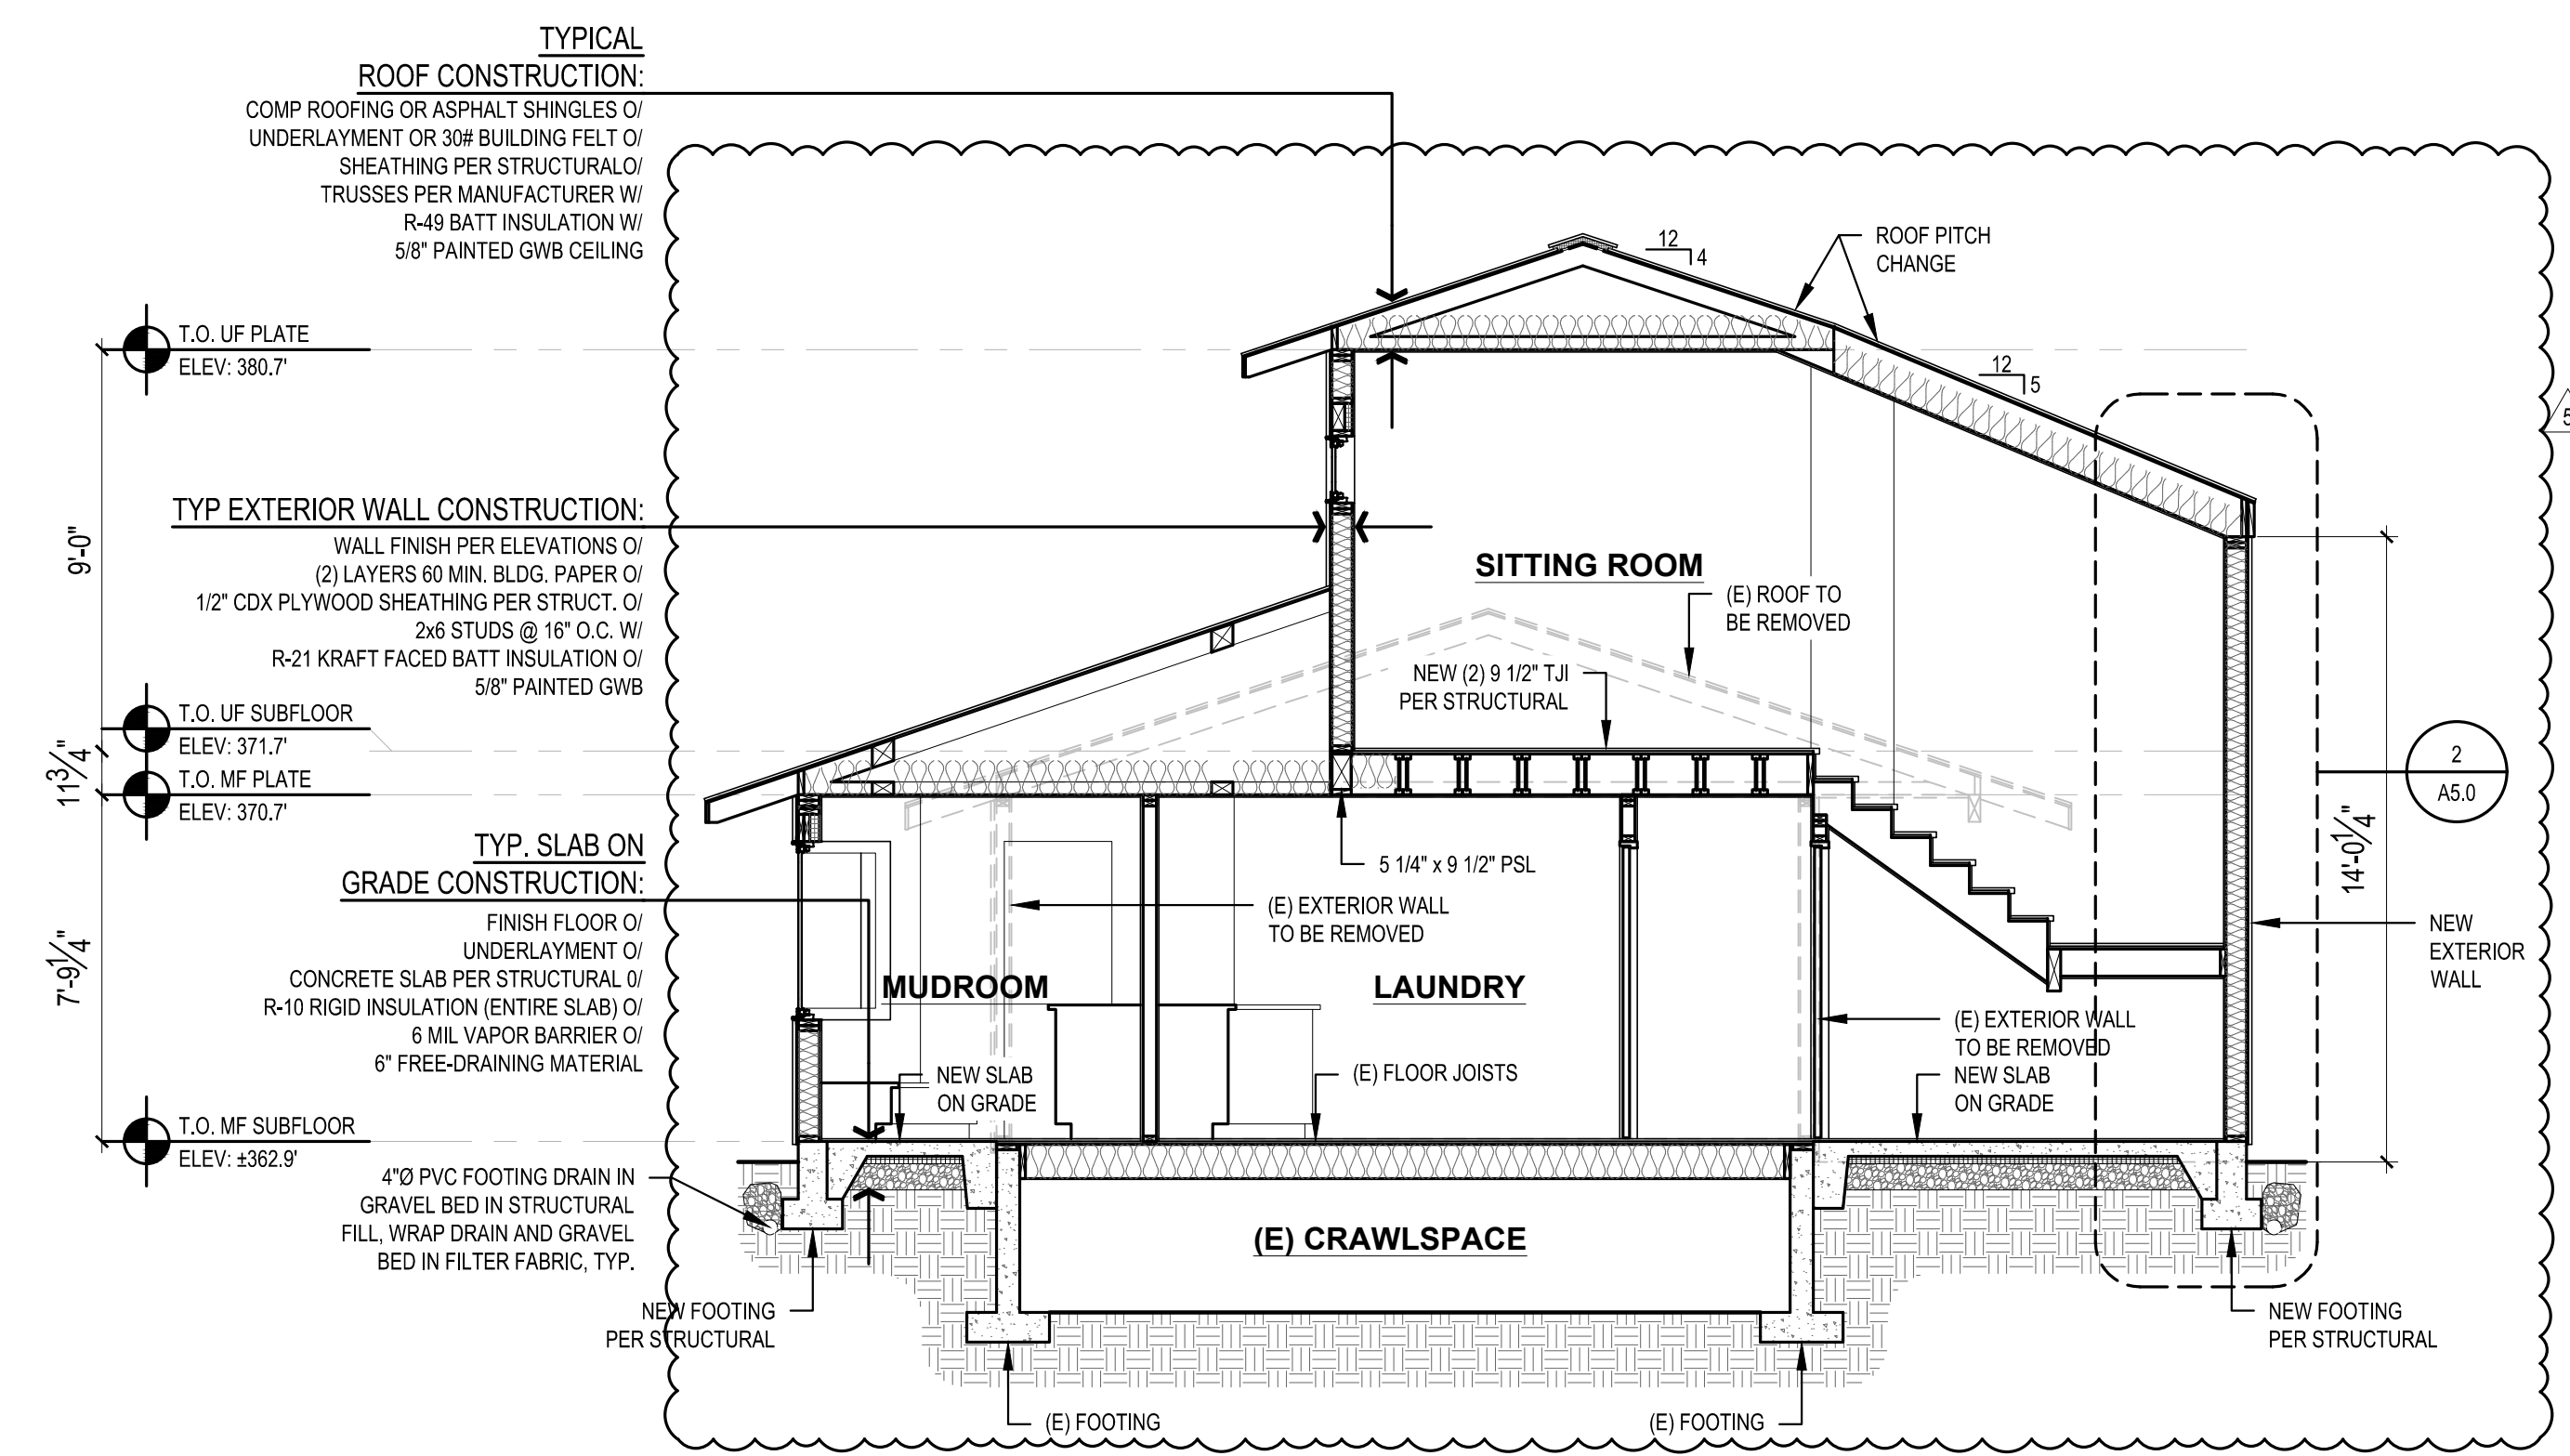 TYPICAL
ROOF CONSTRUCTION:
COMP ROOFING OR ASPHALT SHINGLES O/
UNDERLAYMENT OR 30# BUILDING FELT O/
SHEATHING PER STRUCTURALO/
TRUSSES PER MANUFACTURER W/
R-49 BATT INSULATION W/
5/8" PAINTED GWB CEILING
12
4
ROOF PITCH
CHANGE
T.O. UF PLATE
ELEV: 380.7'
12
5
5
TYP EXTERIOR WALL CONSTRUCTION:
WALL FINISH PER ELEVATIONS O/
(2) LAYERS 60 MIN. BLDG. PAPER O/
1/2" CDX PLYWOOD SHEATHING PER STRUCT. O/
2x6 STUDS @ 16" O.C. W/
R-21 KRAFT FACED BATT INSULATION O/
5/8" PAINTED GWB
9'-0"
SITTING ROOM
(E) ROOF TO
BE REMOVED
NEW (2) 9 1/2" TJI
PER STRUCTURAL
T.O. UF SUBFLOOR
ELEV: 371.7'
11 3/4"
T.O. MF PLATE
ELEV: 370.7'
2
A5.0
14'-0 1/4"
TYP. SLAB ON
GRADE CONSTRUCTION:
FINISH FLOOR O/
UNDERLAYMENT O/
CONCRETE SLAB PER STRUCTURAL 0/
R-10 RIGID INSULATION (ENTIRE SLAB) O/
6 MIL VAPOR BARRIER O/
6" FREE-DRAINING MATERIAL
7'-9 1/4"
5 1/4" x 9 1/2" PSL
(E) EXTERIOR WALL
TO BE REMOVED
NEW
EXTERIOR
WALL
MUDROOM
LAUNDRY
(E) EXTERIOR WALL
TO BE REMOVED
NEW SLAB
ON GRADE
(E) FLOOR JOISTS
NEW SLAB
ON GRADE
T.O. MF SUBFLOOR
ELEV: ±362.9'
4"Ø PVC FOOTING DRAIN IN
GRAVEL BED IN STRUCTURAL
FILL, WRAP DRAIN AND GRAVEL
BED IN FILTER FABRIC, TYP.
(E) CRAWLSPACE
NEW FOOTING
PER STRUCTURAL
NEW FOOTING
PER STRUCTURAL
(E) FOOTING
(E) FOOTING